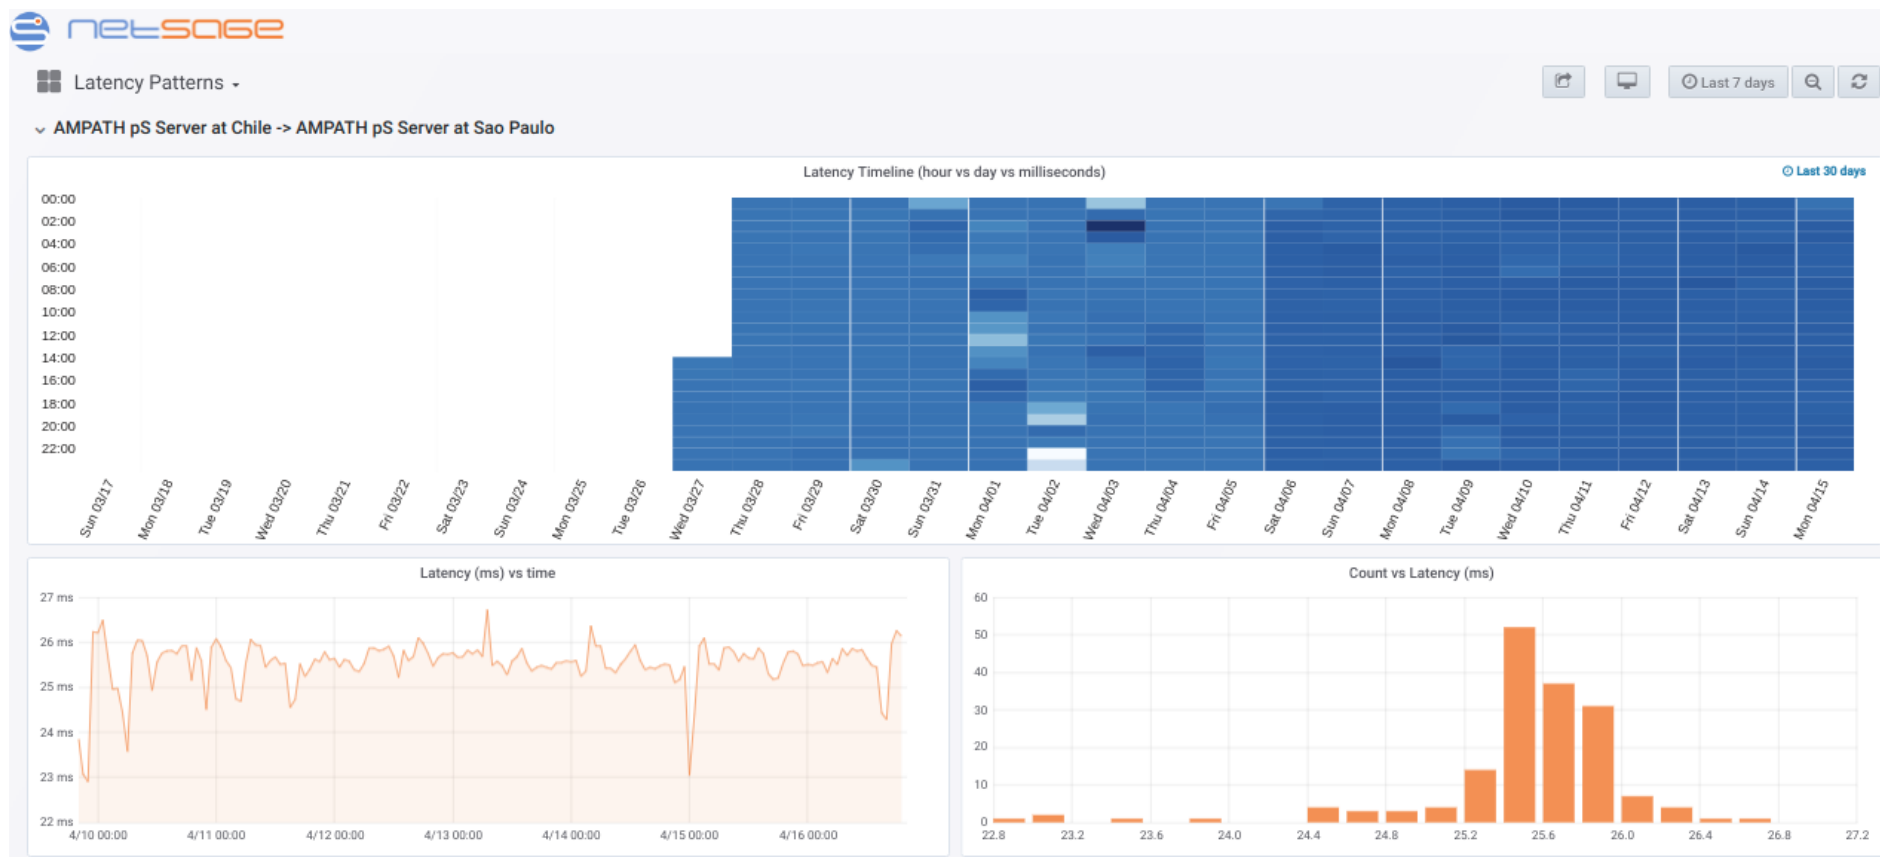 netsage
Latency Patterns
Last 7 days
AMPATH pS Server at Chile -> AMPATH pS Server at Sao Paulo
Latency Timeline (hour vs day vs milliseconds)
Last 30 days
00:00
02:00
04:00
06:00
08:00
10:00
12:00
14:00
16:00
18:00
20:00
22:00
Sun 03/17 Mon 03/18 Tue 03/19 Wed 03/20 Thu 03/21 Fri 03/22 Sat 03/23 Sun 03/24 Mon 03/25 Tue 03/26 Wed 03/27 Thu 03/28 Fri 03/29 Sat 03/30 Sun 03/31 Mon 04/01 Tue 04/02 Wed 04/03 Thu 04/04 Fri 04/05 Sat 04/06 Sun 04/07 Mon 04/08 Tue 04/09 Wed 04/10 Thu 04/11 Fri 04/12 Sat 04/13 Sun 04/14 Mon 04/15
Latency (ms) vs time
27 ms
26 ms
25 ms
24 ms
23 ms
22 ms
4/10 00:00 4/11 00:00 4/12 00:00 4/13 00:00 4/14 00:00 4/15 00:00 4/16 00:00
Count vs Latency (ms)
60
50
40
30
20
10
0
22.8 23.2 23.6 24.0 24.4 24.8 25.2 25.6 26.0 26.4 26.8 27.2